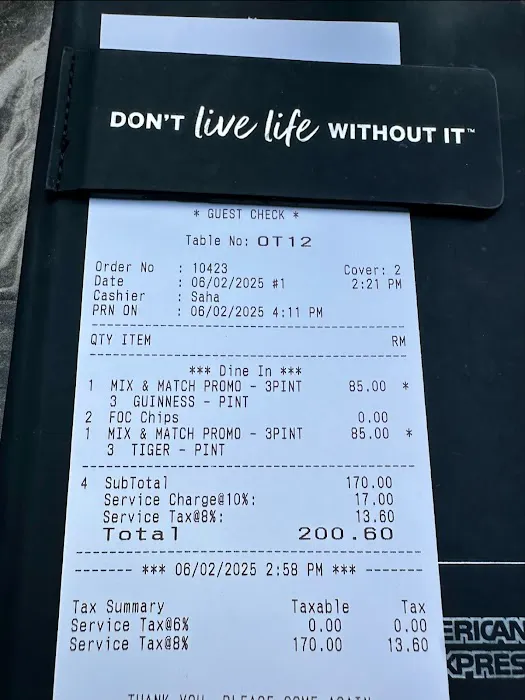 DON'T live life WITHOUT IT™
* GUEST CHECK *
Table No: OT12
Order No : 10423 Cover: 2
Date : 06/02/2025 #1 2:21 PM
Cashier : Saha
PRN ON : 06/02/2025 4:11 PM
QTY ITEM RM
*** Dine In ***
1 MIX & MATCH PROMO - 3PINT 85.00 *
3 GUINNESS - PINT
2 FOC Chips 0.00
1 MIX & MATCH PROMO - 3PINT 85.00 *
3 TIGER - PINT
4 SubTotal 170.00
Service Charge@10%: 17.00
Service Tax@8%: 13.60
Total 200.60
------- *** 06/02/2025 2:58 PM *** -------
Tax Summary Taxable Tax
Service Tax@6% 0.00 0.00
Service Tax@8% 170.00 13.60
THANK YOU, PLEASE COME AGAIN
ERICAN
XPRES